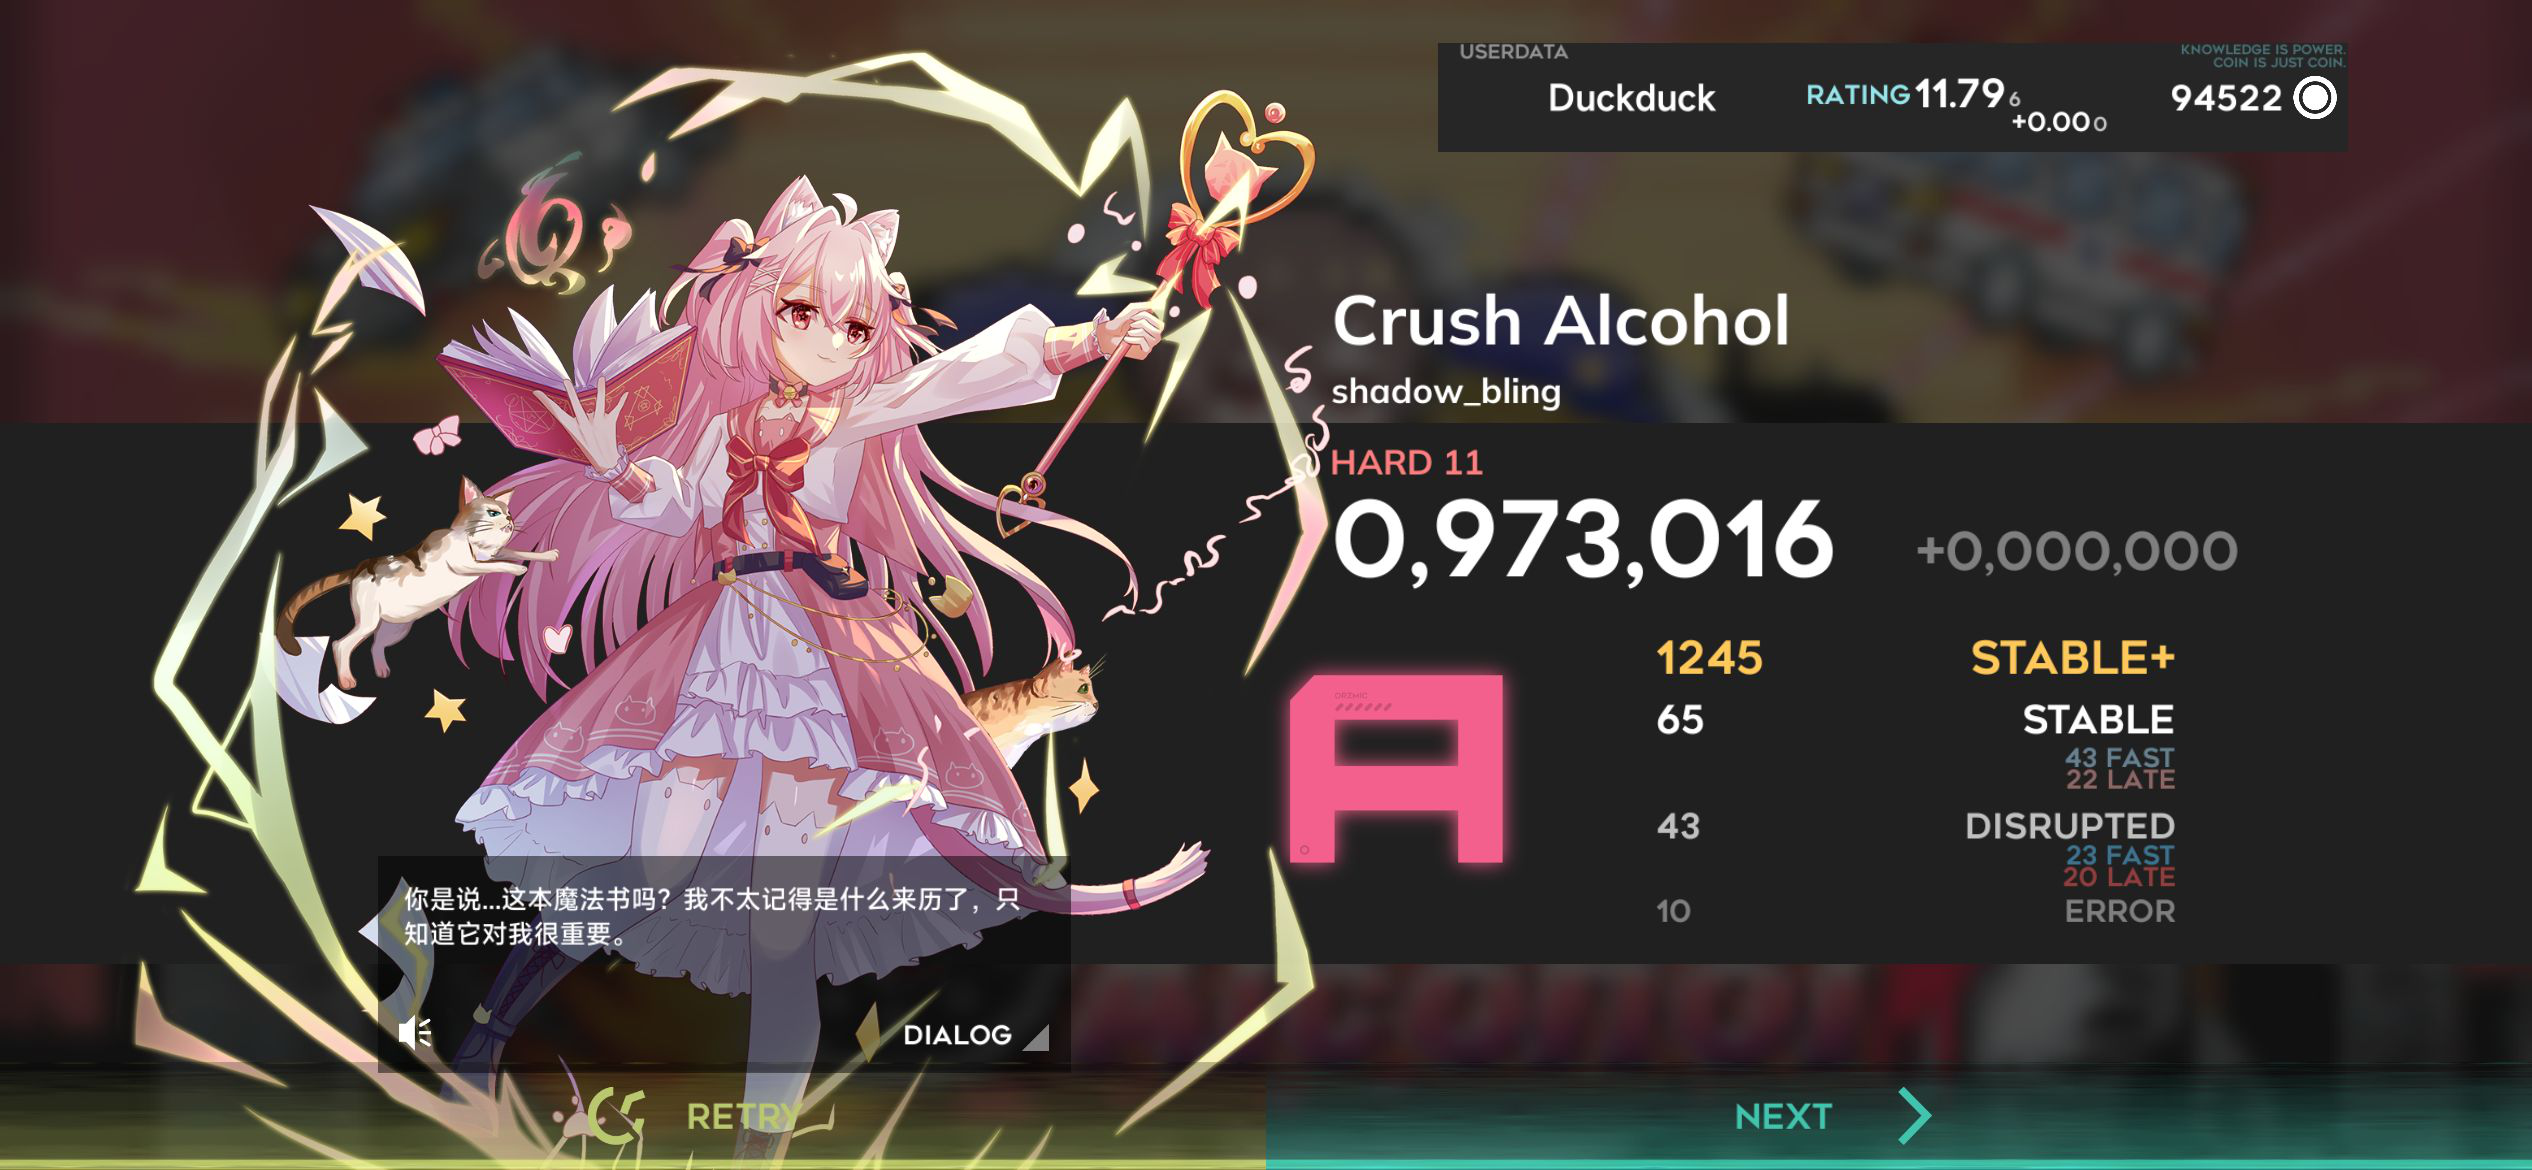 USERDATA
KNOWLEDGE IS POWER.
COIN IS JUST COIN.
Duckduck
RATING 11.796
+0.000
94522
Crush Alcohol
shadow_bling
HARD 11
0,973,016
+0,000,000
ORZMIC
1245 STABLE+
65 STABLE
43 FAST
22 LATE
43 DISRUPTED
23 FAST
20 LATE
10 ERROR
你是说...这本魔法书吗？我不太记得是什么来历了，只
知道它对我很重要。
DIALOG
RETRY
NEXT